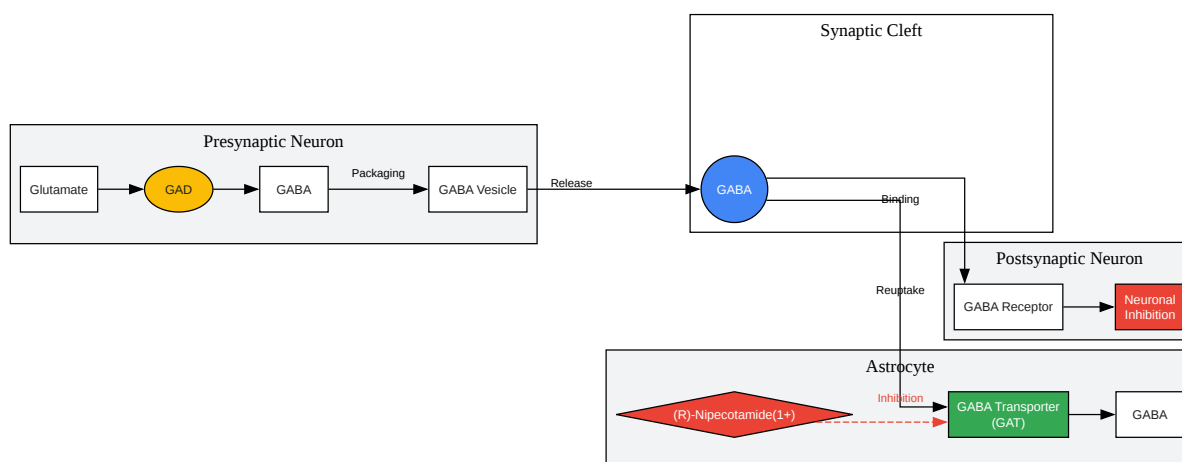 Synaptic Cleft
Presynaptic Neuron
Glutamate
GAD
GABA
Packaging
GABA Vesicle
Release
GABA
Binding
Reuptake
Postsynaptic Neuron
GABA Receptor
Neuronal
Inhibition
Astrocyte
(R)-Nipecotamide(1+)
Inhibition
GABA Transporter
(GAT)
GABA